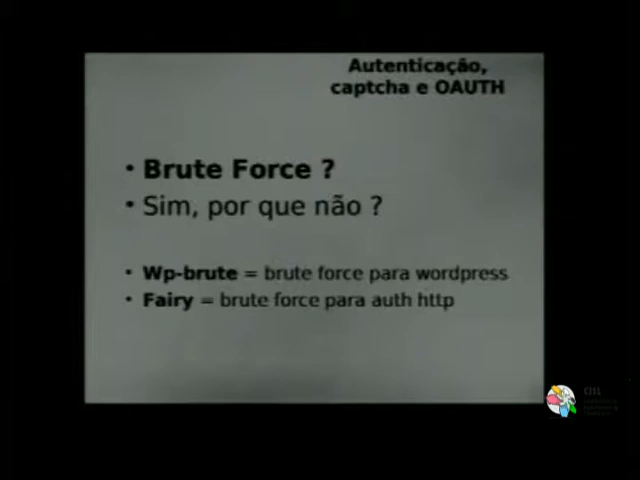 Autenticação,
captcha e OAUTH
• Brute Force ?
• Sim, por que não ?
• Wp-brute = brute force para wordpress
• Fairy = brute force para auth http